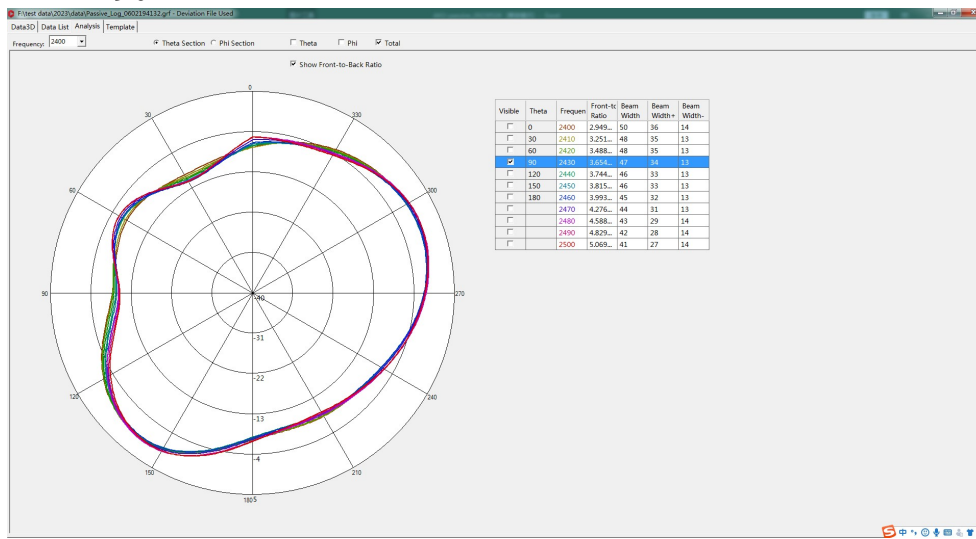 F:\test data\2023\data\Passive_Log_0602194132.grf - Deviation File Used
Data3D Data List Analysis Template
Frequency: 2400 Theta Section Phi Section Theta Phi Total
Show Front-to-Back Ratio
0
30
330
60
300
90
270
120
240
150
210
180
-40
-31
-22
-13
-4
5
Visible Theta Frequen Front-to Ratio Beam Width Beam Width+ Beam Width-
0 2400 2.949... 50 36 14
30 2410 3.251... 48 35 13
60 2420 3.488... 48 35 13
90 2430 3.654... 47 34 13
120 2440 3.744... 46 33 13
150 2450 3.815... 46 33 13
180 2460 3.993... 45 32 13
2470 4.276... 44 31 13
2480 4.588... 43 29 14
2490 4.829... 42 28 14
2500 5.069... 41 27 14
S 中